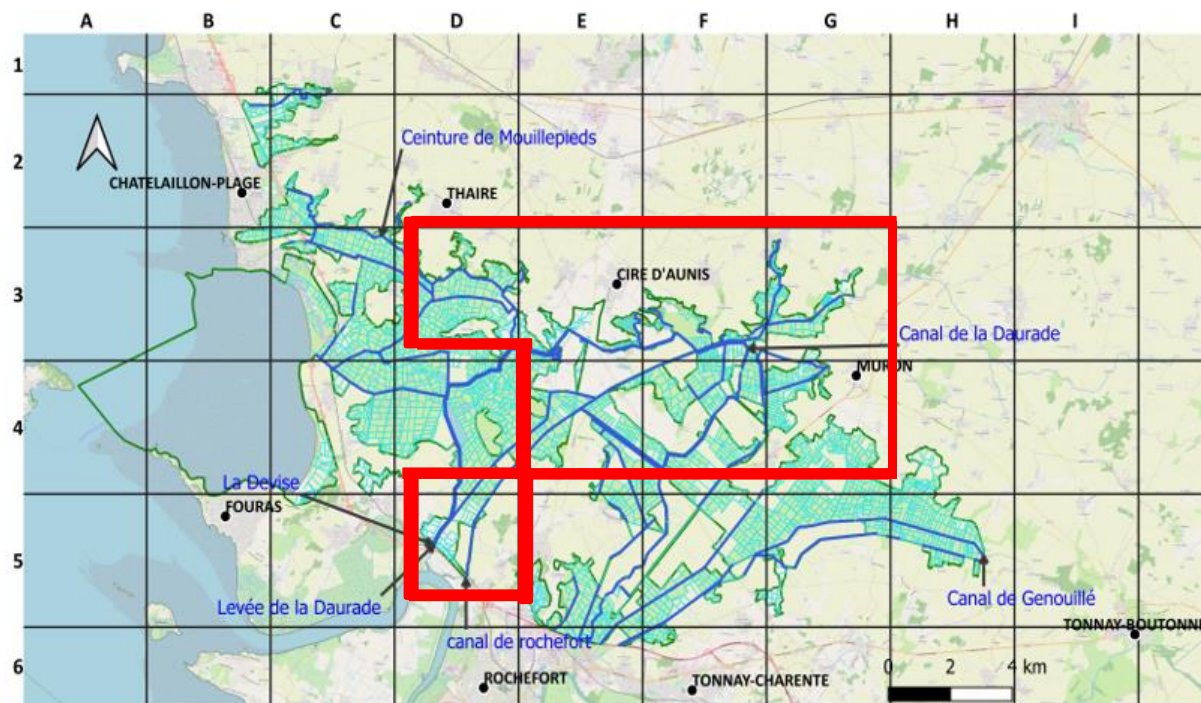 A B C D E F G H I
1
Ceinture de Mouillepieds
2
CHATELAILLON-PLAGE
THAIRE
3
CIRE D'AUNIS
Canal de la Daurade
MURON
4
La Devise
FOURAS
5
Levée de la Daurade
Canal de Genouillé
canal de rochefort
TONNAY-BOUTONNE
6
0 2 4 km
ROCHEFORT
TONNAY-CHARENTE